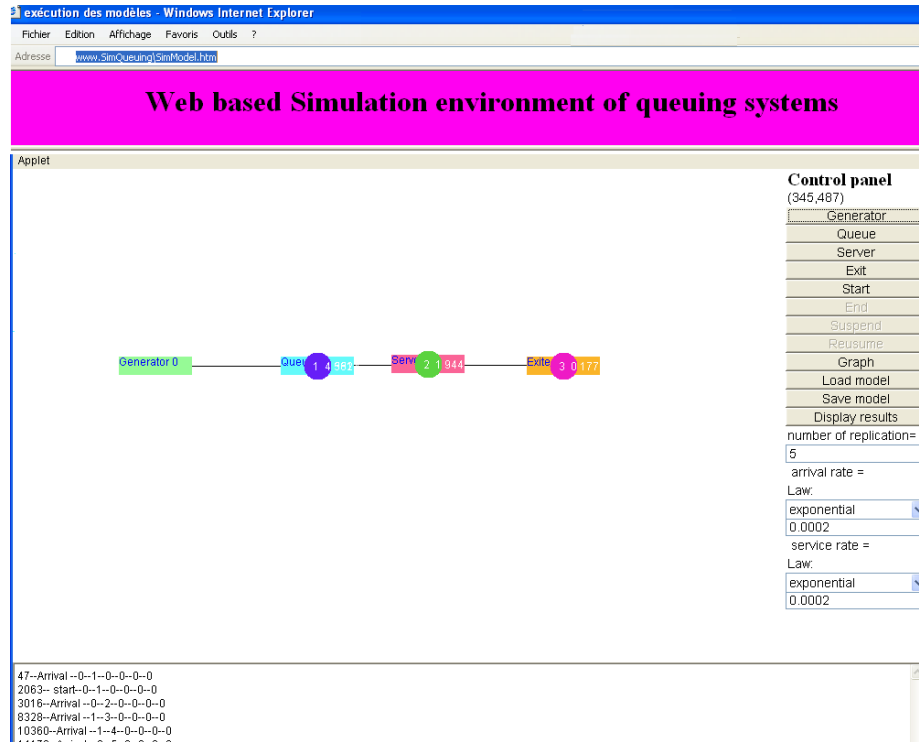 exécution des modèles - Windows Internet Explorer
Fichier Edition Affichage Favoris Outils ?
Adresse www.SimQueuing\SimModel.htm
Web based Simulation environment of queuing systems
Applet
Control panel
(345,487)
Generator
Queue
Server
Exit
Start
End
Suspend
Reusume
Graph
Load model
Save model
Display results
number of replication=
5
arrival rate =
Law:
exponential
0.0002
service rate =
Law:
exponential
0.0002
Generator 0
1 4 983
2 1 944
Exite 3 0 177
47--Arrival --0--1--0--0--0--0
2063-- start--0--1--0--0--0--0
3016--Arrival --0--2--0--0--0--0
8328--Arrival --1--3--0--0--0--0
10360--Arrival --1--4--0--0--0--0